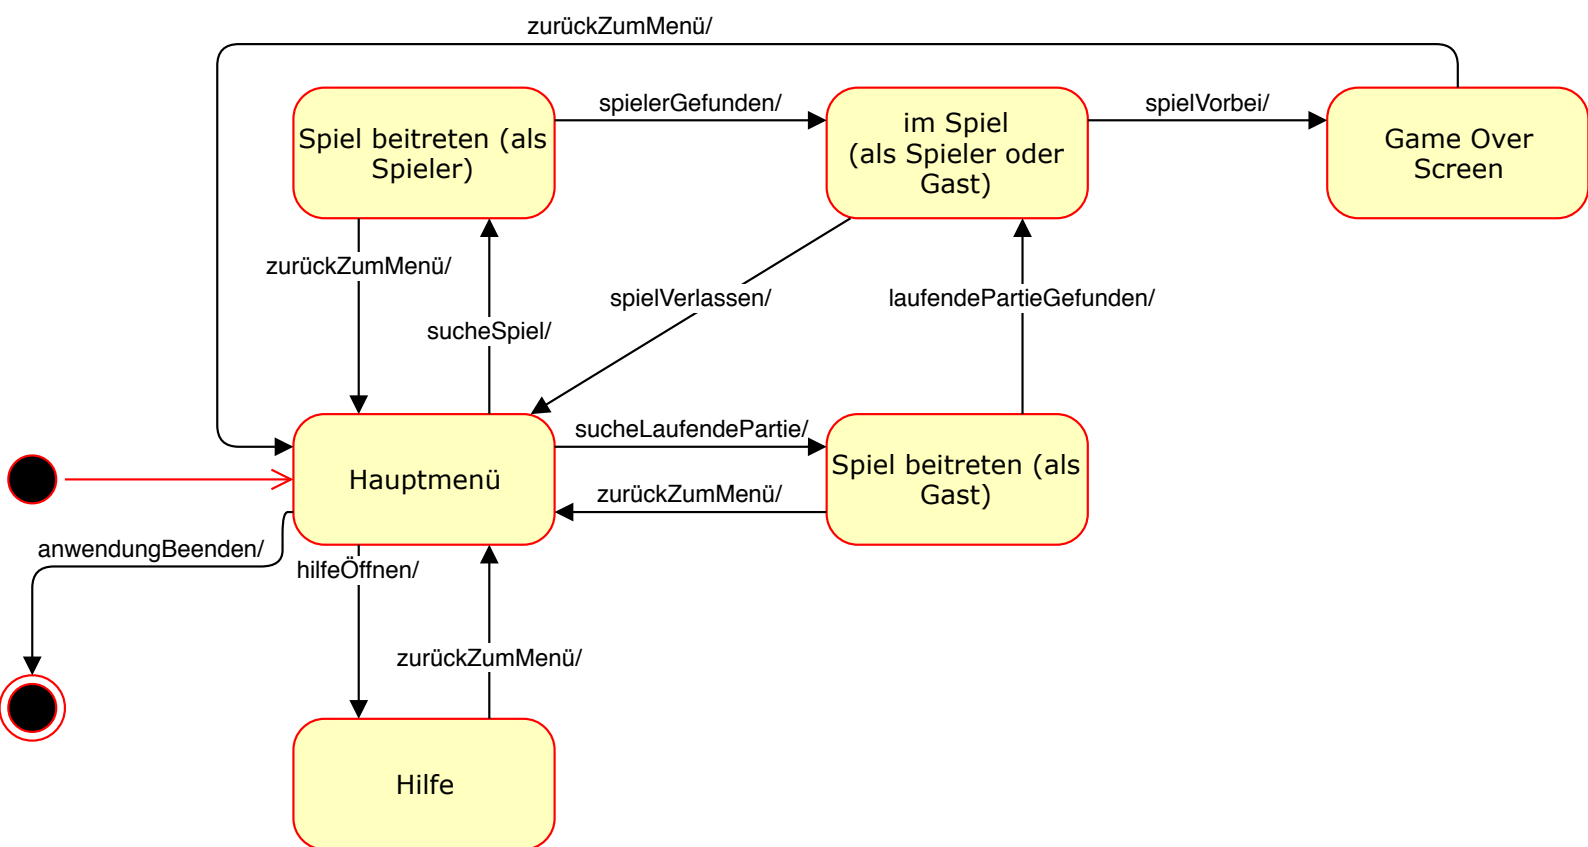 zurückZumMenü/
spielerGefunden/
spielVorbei/
Spiel beitreten (als
Spieler)
im Spiel
(als Spieler oder
Gast)
Game Over
Screen
zurückZumMenü/
sucheSpiel/
spielVerlassen/
laufendePartieGefunden/
sucheLaufendePartie/
Hauptmenü
Spiel beitreten (als
Gast)
zurückZumMenü/
anwendungBeenden/
hilfeÖffnen/
zurückZumMenü/
Hilfe